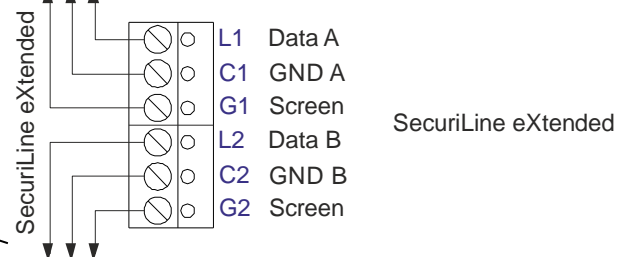 SecuriLine eXtended
L1 Data A
C1 GND A
G1 Screen
L2 Data B
C2 GND B
G2 Screen
SecuriLine eXtended